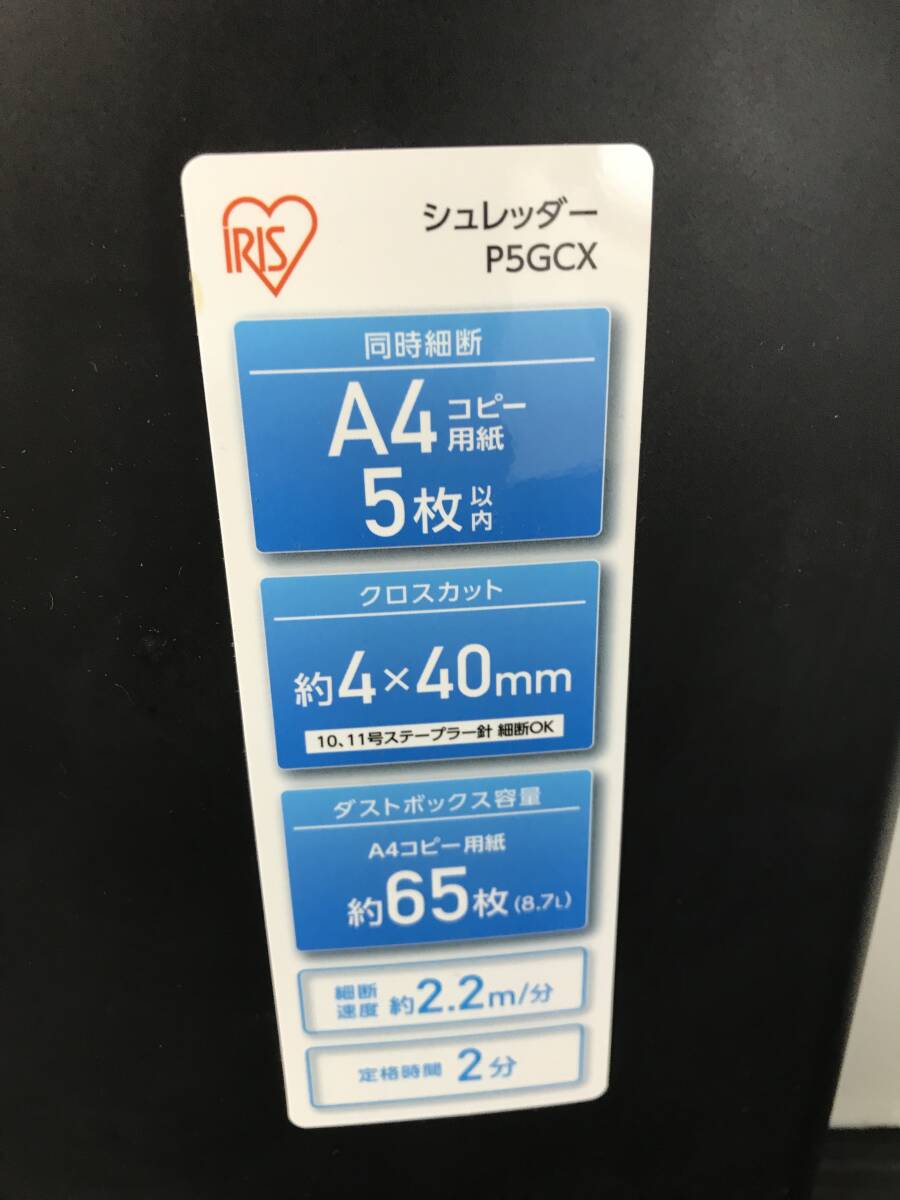 IRIS
シュレッダー
P5GCX
同時細断
A4コピー用紙
5枚以内
クロスカット
約4×40mm
10、11号ステープラー針 細断OK
ダストボックス容量
A4コピー用紙
約65枚(8.7L)
細断速度 約2.2m/分
定格時間 2分